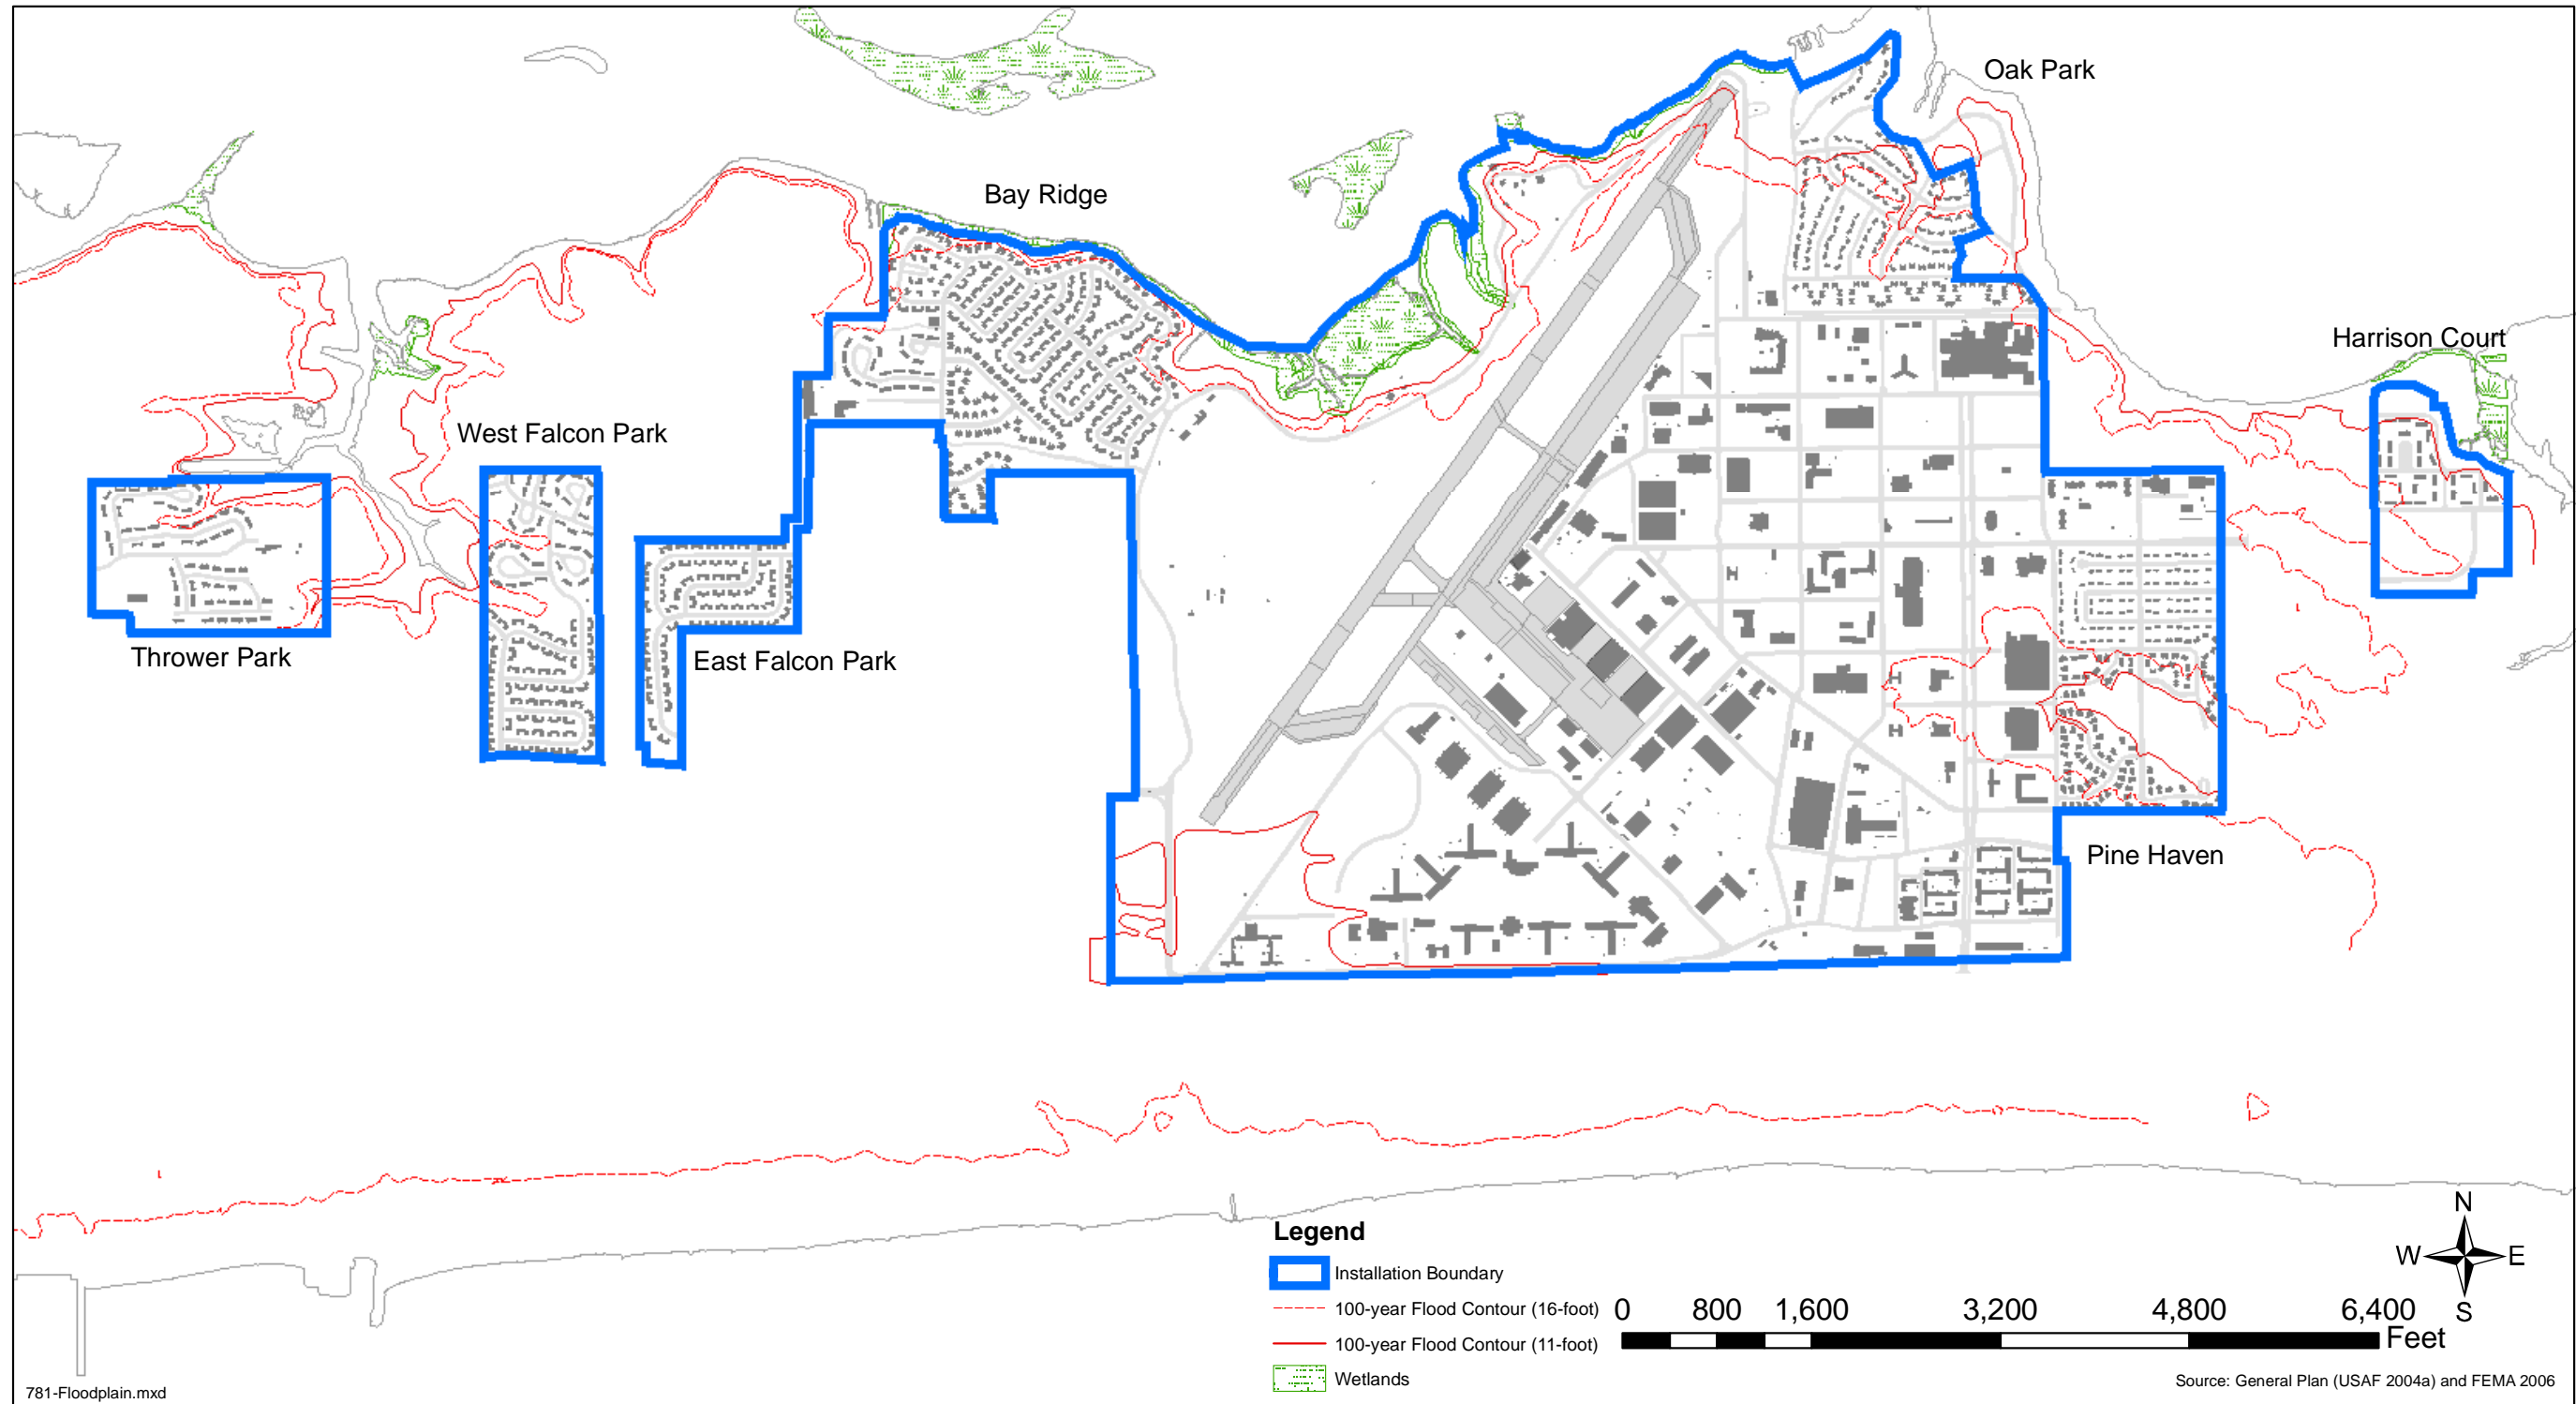 Oak Park
Bay Ridge
Harrison Court
West Falcon Park
Thrower Park
East Falcon Park
Pine Haven
N
W E
S
Legend
Installation Boundary
100-year Flood Contour (16-foot)
100-year Flood Contour (11-foot)
Wetlands
0 800 1,600 3,200 4,800 6,400
Feet
781-Floodplain.mxd
Source: General Plan (USAF 2004a) and FEMA 2006